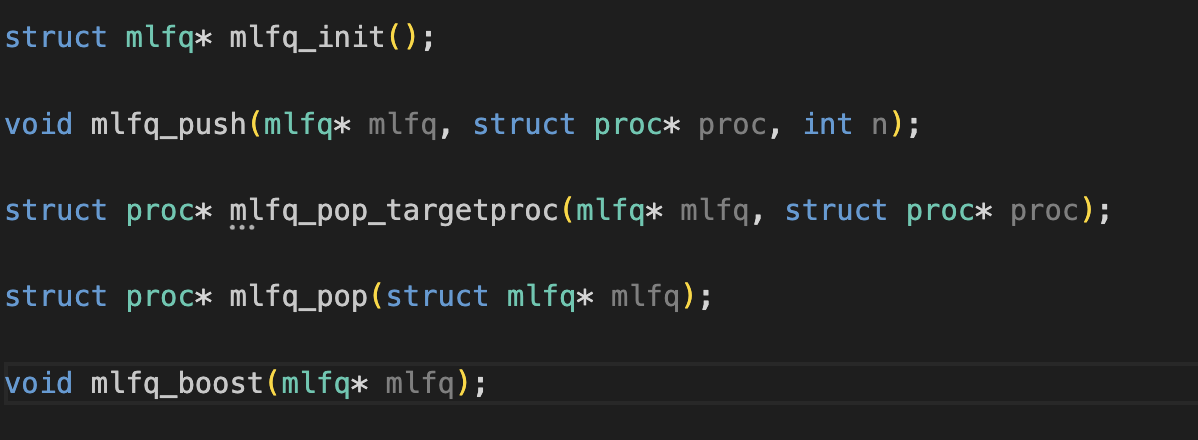 struct mlfq* mlfq_init();
void mlfq_push(mlfq* mlfq, struct proc* proc, int n);
struct proc* mlfq_pop_targetproc(mlfq* mlfq, struct proc* proc);
struct proc* mlfq_pop(struct mlfq* mlfq);
void mlfq_boost(mlfq* mlfq);